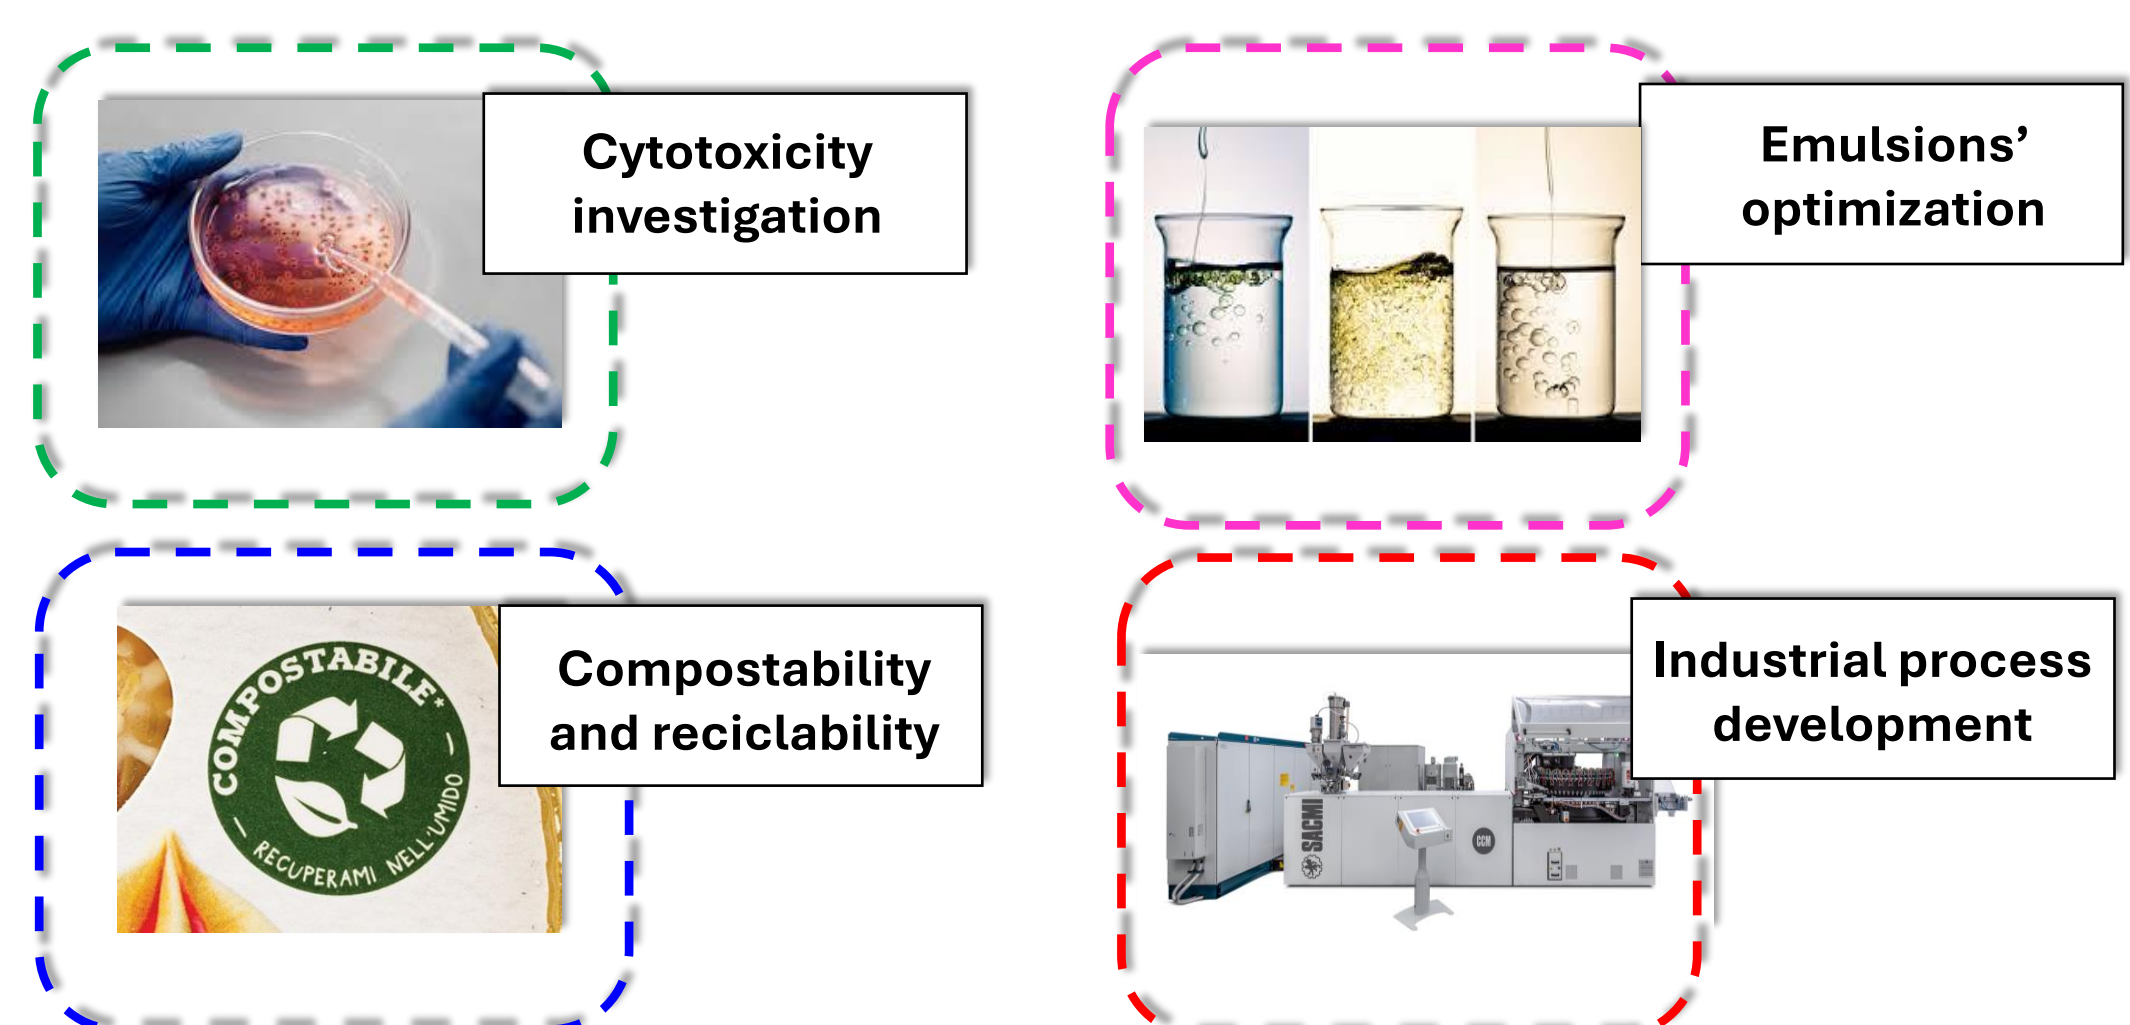 Cytotoxicity
investigation
Emulsions’
optimization
COMPOSTABILE*
RECUPERAMI NELL'UMIDO
Compostability
and reciclability
Industrial process
development
SACMI
CCM